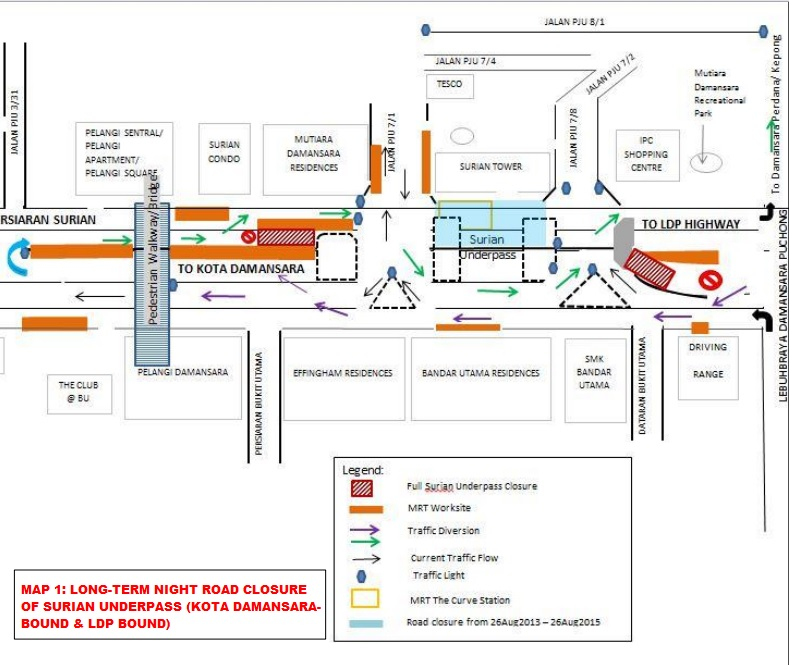 JALAN PJU 8/1
JALAN PJU 7/4
JALAN PJU 7/2
To Damansara Perdana/ Kepong
TESCO
Mutiara
Damansara
Recreational
Park
JALAN PJU 3/31
PELANGI SENTRAL/
PELANGI
APARTMENT/
PELANGI SQUARE
SURIAN
CONDO
MUTIARA
DAMANSARA
RESIDENCES
JALAN PJU 7/1
SURIAN TOWER
JALAN PJU 7/8
IPC
SHOPPING
CENTRE
RSIARAN SURIAN
Pedestrian Walkway/Bridge
TO LDP HIGHWAY
Surian
Underpass
TO KOTA DAMANSARA
LEBUHBRAYA DAMANSARA PUCHONG
PELANGI DAMANSARA
THE CLUB
@ BU
PERSIARAN BUKIT UTAMA
EFFINGHAM RESIDENCES
BANDAR UTAMA RESIDENCES
SMK
BANDAR
UTAMA
DATARAN BUKIT UTAMA
DRIVING
RANGE
Legend:
Full Surian Underpass Closure
MRT Worksite
Traffic Diversion
Current Traffic Flow
Traffic Light
MRT The Curve Station
Road closure from 26Aug2013 – 26Aug2015
MAP 1: LONG-TERM NIGHT ROAD CLOSURE
OF SURIAN UNDERPASS (KOTA DAMANSARA-
BOUND & LDP BOUND)